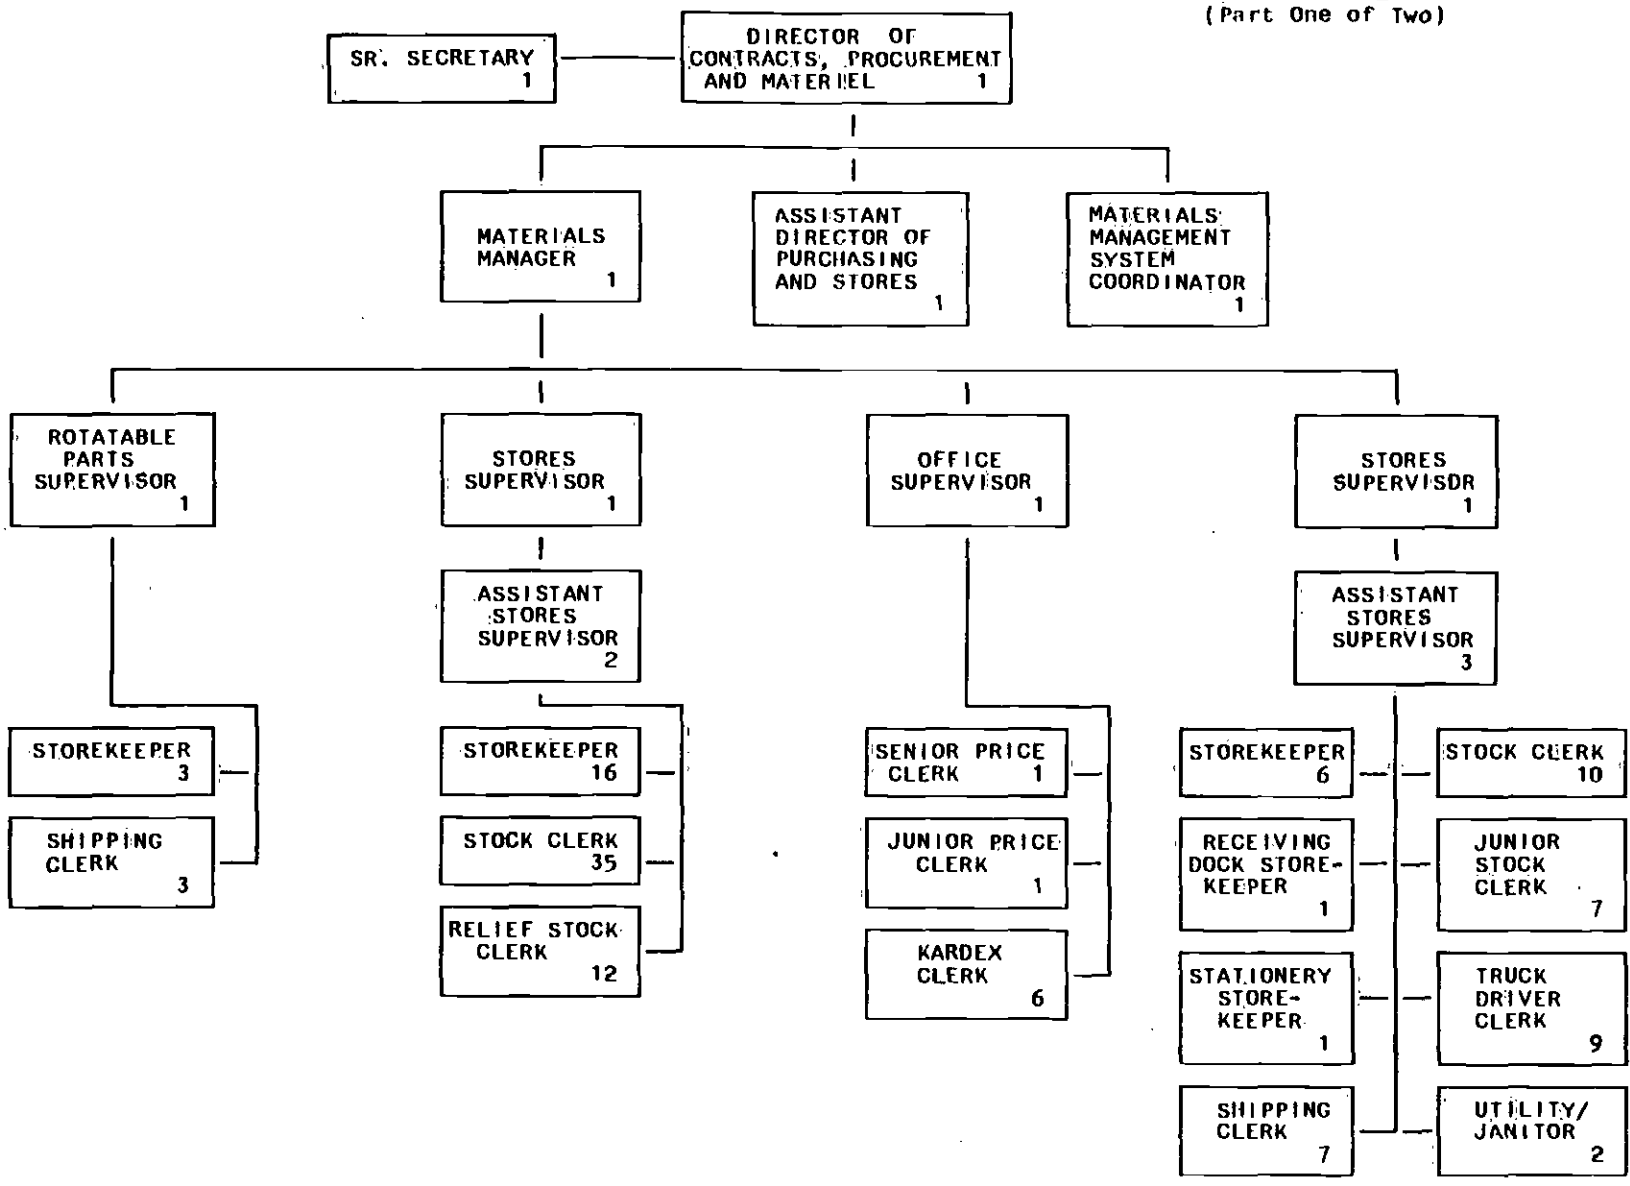 (Part One of Two)
SR. SECRETARY
1
DIRECTOR OF
CONTRACTS, PROCUREMENT
AND MATERIEL 1
MATERIALS
MANAGER
1
ASSISTANT
DIRECTOR OF
PURCHASING
AND STORES
1
MATERIALS
MANAGEMENT
SYSTEM
COORDINATOR
1
ROTATABLE
PARTS
SUPERVISOR
1
STORES
SUPERVISOR
1
OFFICE
SUPERVISOR
1
STORES
SUPERVISOR
1
ASSISTANT
STORES
SUPERVISOR
2
ASSISTANT
STORES
SUPERVISOR
3
STOREKEEPER
3
SHIPPING
CLERK
3
STOREKEEPER
16
STOCK CLERK
35
RELIEF STOCK
CLERK
12
SENIOR PRICE
CLERK 1
JUNIOR PRICE
CLERK
1
KARDEX
CLERK
6
STOREKEEPER
6
RECEIVING
DOCK STORE-
KEEPER
1
STATIONERY
STORE-
KEEPER
1
SHIPPING
CLERK
7
STOCK CLERK
10
JUNIOR
STOCK
CLERK
7
TRUCK
DRIVER
CLERK
9
UTILITY/
JANITOR
2